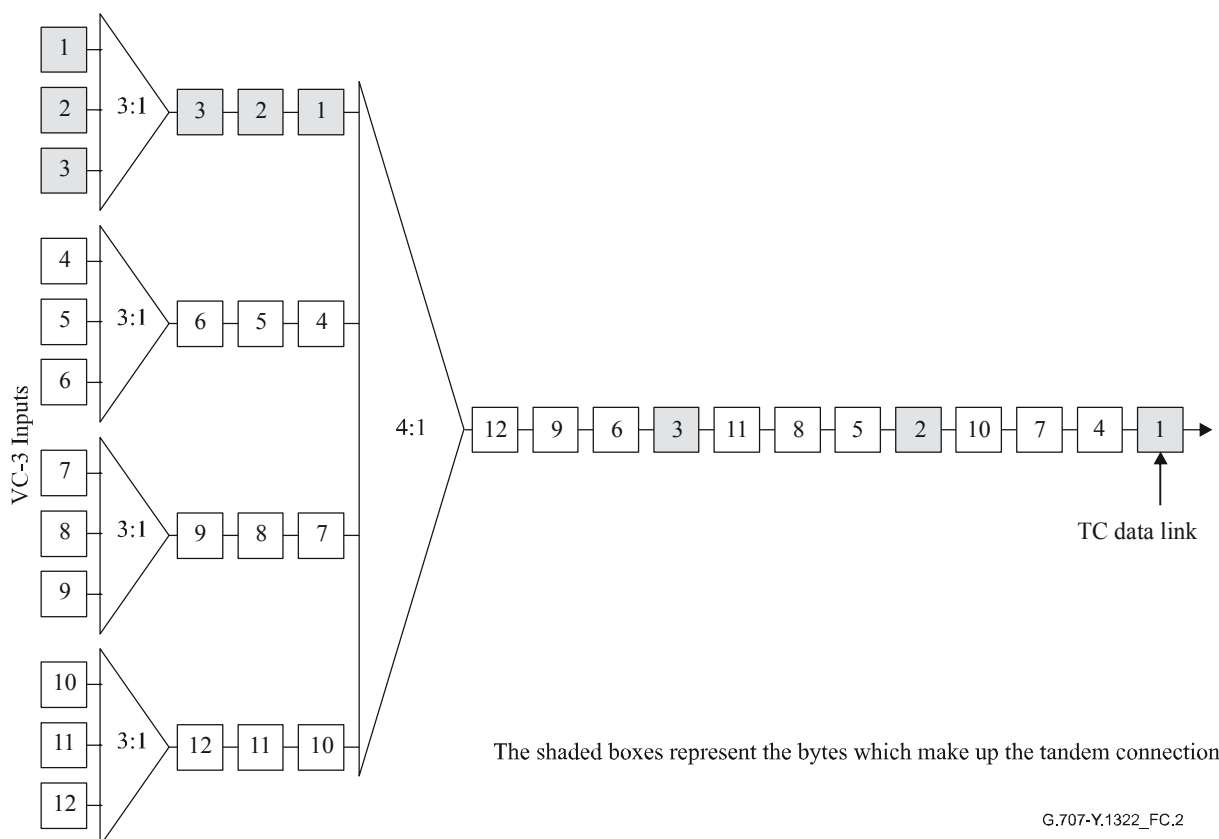 1
2
3
3:1
3 2 1
4
5
6
3:1
6 5 4
7
8
9
3:1
9 8 7
10
11
12
3:1
12 11 10
VC-3 Inputs
4:1
12 9 6 3 11 8 5 2 10 7 4 1
TC data link
The shaded boxes represent the bytes which make up the tandem connection
G.707-Y.1322_FC.2